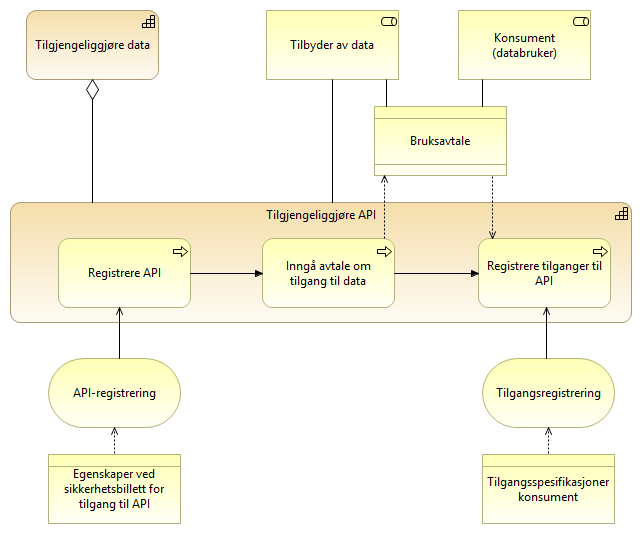 Tilgjengeliggjøre data
Tilbyder av data
Konsument
(databruker)
Bruksavtale
Tilgjengeliggjøre API
Registrere API
Inngå avtale om
tilgang til data
Registrere tilganger til
API
API-registrering
Tilgangsregistrering
Egenskaper ved
sikkerhetsbillett for
tilgang til API
Tilgangsspesifikasjoner
konsument